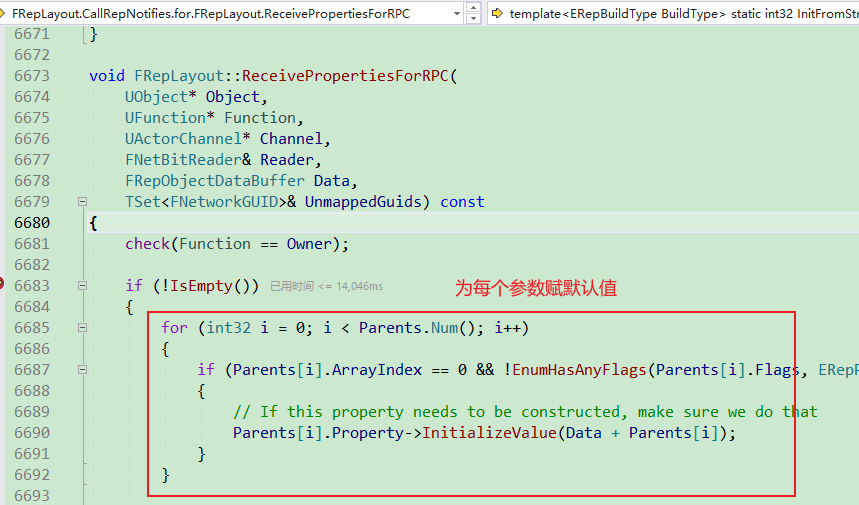 FRepLayout.CallRepNotifies.for.FRepLayout.ReceivePropertiesForRPC template<ERepBuildType BuildType> static int32 InitFromStr
6671 }
6672
6673 void FRepLayout::ReceivePropertiesForRPC(
6674 UObject* Object,
6675 UFunction* Function,
6676 UActorChannel* Channel,
6677 FNetBitReader& Reader,
6678 FRepObjectDataBuffer Data,
6679 TSet<FNetworkGUID>& UnmappedGuids) const
6680 {
6681 check(Function == Owner);
6682
6683 if (!IsEmpty()) 已用时间 <= 14,046ms 为每个参数赋默认值
6684 {
6685 for (int32 i = 0; i < Parents.Num(); i++)
6686 {
6687 if (Parents[i].ArrayIndex == 0 && !EnumHasAnyFlags(Parents[i].Flags, ERepP
6688 {
6689 // If this property needs to be constructed, make sure we do that
6690 Parents[i].Property->InitializeValue(Data + Parents[i]);
6691 }
6692 }
6693